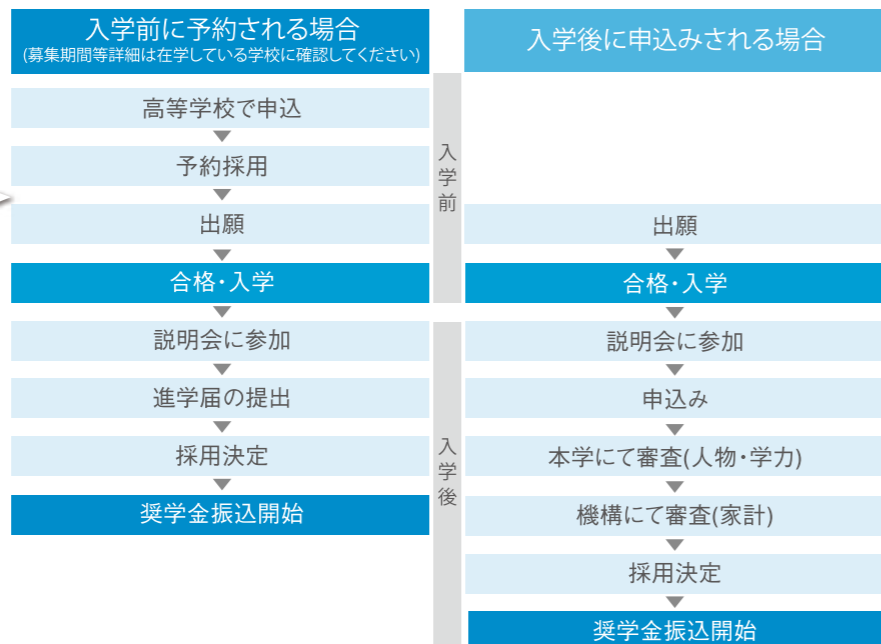 入学前に予約される場合
(募集期間等詳細は在学している学校に確認してください)
高等学校で申込
予約採用
出願
合格・入学
説明会に参加
進学届の提出
採用決定
奨学金振込開始
入学前
入学後
入学後に申込みされる場合
出願
合格・入学
説明会に参加
申込み
本学にて審査(人物・学力)
機構にて審査(家計)
採用決定
奨学金振込開始